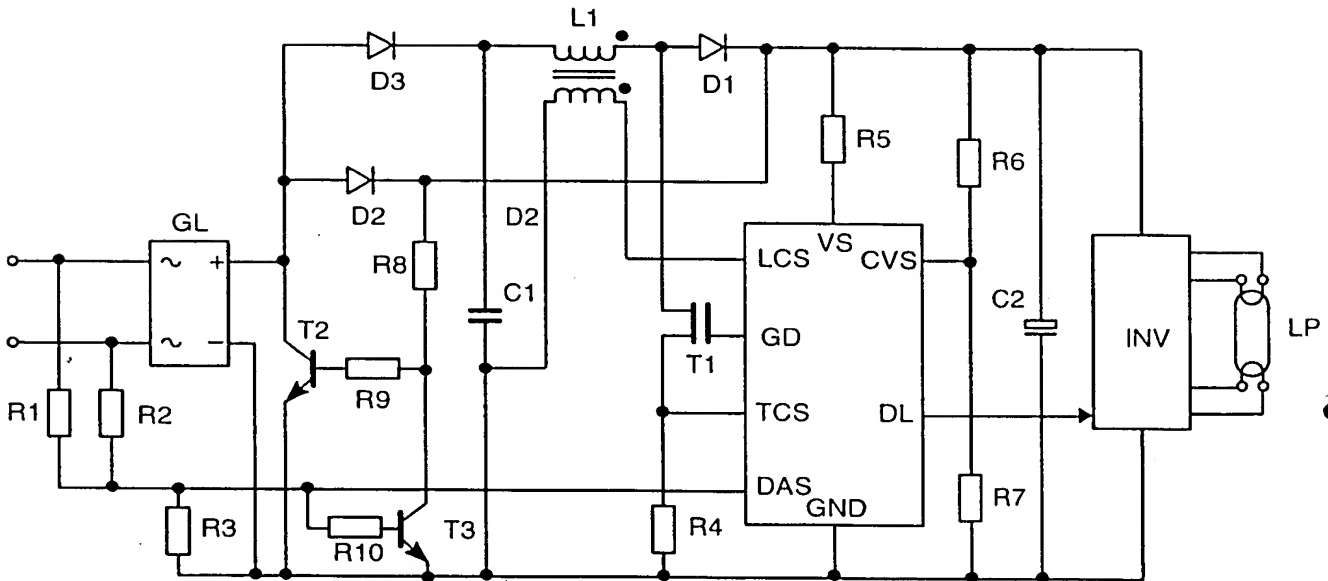 L1
D3
D1
R5
R6
D2
D2
GL
VS
LCS
CVS
~ +
R8
C1
C2
T2
~ −
GD
INV
LP
T1
R9
R1
R2
TCS
DL
DAS
R3
R10
T3
R4
GND
R7